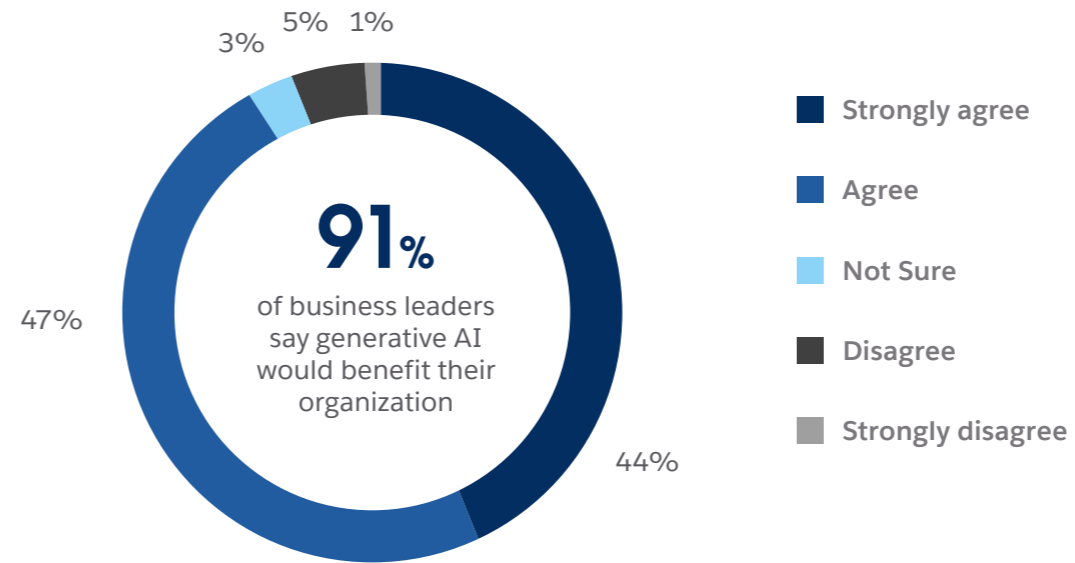 5% 1%
3%
91%
of business leaders
say generative AI
would benefit their
organization
47%
44%
Strongly agree
Agree
Not Sure
Disagree
Strongly disagree